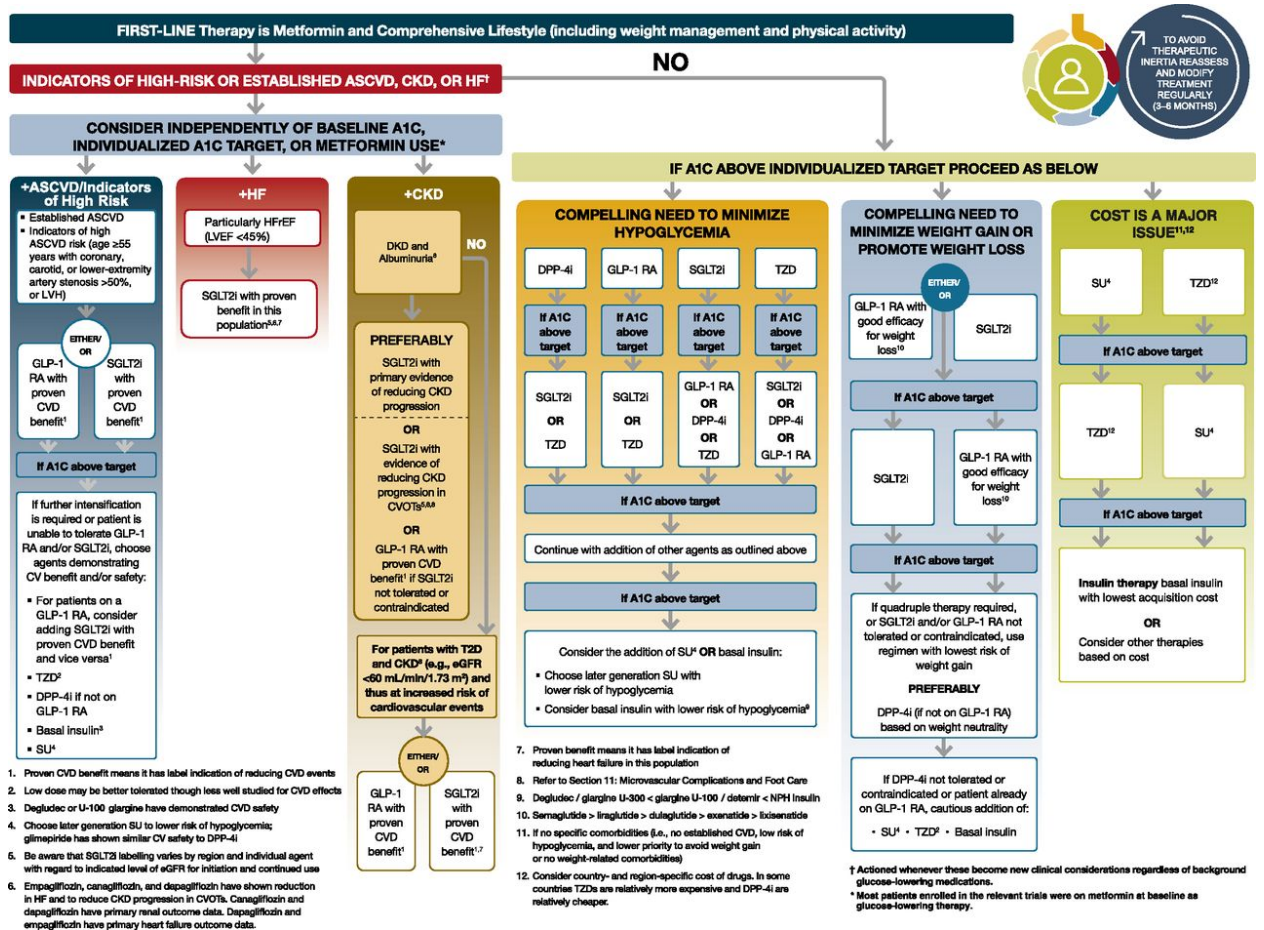 FIRST-LINE Therapy is Metformin and Comprehensive Lifestyle (including weight management and physical activity)
TO AVOID
THERAPEUTIC
INERTIA REASSESS
AND MODIFY
TREATMENT
REGULARLY
(3–6 MONTHS)
INDICATORS OF HIGH-RISK OR ESTABLISHED ASCVD, CKD, OR HF†
NO
CONSIDER INDEPENDENTLY OF BASELINE A1C,
INDIVIDUALIZED A1C TARGET, OR METFORMIN USE*
IF A1C ABOVE INDIVIDUALIZED TARGET PROCEED AS BELOW
+ASCVD/Indicators
of High Risk
▪ Established ASCVD
▪ Indicators of high
ASCVD risk (age ≥55
years with coronary,
carotid, or lower-extremity
artery stenosis >50%,
or LVH)
EITHER/
OR
GLP-1
RA with
proven
CVD
benefit¹
SGLT2i
with
proven
CVD
benefit¹
If A1C above target
If further intensification
is required or patient is
unable to tolerate GLP-1
RA and/or SGLT2i, choose
agents demonstrating
CV benefit and/or safety:
▪ For patients on a
GLP-1 RA, consider
adding SGLT2i with
proven CVD benefit
and vice versa¹
▪ TZD²
▪ DPP-4i if not on
GLP-1 RA
▪ Basal insulin³
▪ SU⁴
+HF
Particularly HFrEF
(LVEF <45%)
SGLT2i with proven
benefit in this
population⁵,⁶,⁷
+CKD
DKD and
Albuminuria⁸
NO
PREFERABLY
SGLT2i with
primary evidence
of reducing CKD
progression
OR
SGLT2i with
evidence of
reducing CKD
progression in
CVOTs⁵,⁶,⁸
OR
GLP-1 RA with
proven CVD
benefit¹ if SGLT2i
not tolerated or
contraindicated
For patients with T2D
and CKD⁸ (e.g., eGFR
<60 mL/min/1.73 m²) and
thus at increased risk of
cardiovascular events
EITHER/
OR
GLP-1
RA with
proven
CVD
benefit¹
SGLT2i
with
proven
CVD
benefit¹,⁷
COMPELLING NEED TO MINIMIZE
HYPOGLYCEMIA
DPP-4i
GLP-1 RA
SGLT2i
TZD
If A1C
above
target
If A1C
above
target
If A1C
above
target
If A1C
above
target
SGLT2i
OR
TZD
SGLT2i
OR
TZD
GLP-1 RA
OR
DPP-4i
OR
TZD
SGLT2i
OR
DPP-4i
OR
GLP-1 RA
If A1C above target
Continue with addition of other agents as outlined above
If A1C above target
Consider the addition of SU⁴ OR basal insulin:
▪ Choose later generation SU with
lower risk of hypoglycemia
▪ Consider basal insulin with lower risk of hypoglycemia⁹
COMPELLING NEED TO
MINIMIZE WEIGHT GAIN OR
PROMOTE WEIGHT LOSS
EITHER/
OR
GLP-1 RA with
good efficacy
for weight
loss¹⁰
SGLT2i
If A1C above target
SGLT2i
GLP-1 RA with
good efficacy
for weight
loss¹⁰
If A1C above target
If quadruple therapy required,
or SGLT2i and/or GLP-1 RA not
tolerated or contraindicated, use
regimen with lowest risk of
weight gain
PREFERABLY
DPP-4i (if not on GLP-1 RA)
based on weight neutrality
If DPP-4i not tolerated or
contraindicated or patient already
on GLP-1 RA, cautious addition of:
• SU⁴ • TZD² • Basal insulin
COST IS A MAJOR
ISSUE¹¹,¹²
SU⁴
TZD¹²
If A1C above target
TZD¹²
SU⁴
If A1C above target
Insulin therapy basal insulin
with lowest acquisition cost
OR
Consider other therapies
based on cost
1. Proven CVD benefit means it has label indication of reducing CVD events
2. Low dose may be better tolerated though less well studied for CVD effects
3. Degludec or U-100 glargine have demonstrated CVD safety
4. Choose later generation SU to lower risk of hypoglycemia;
glimepiride has shown similar CV safety to DPP-4i
5. Be aware that SGLT2i labelling varies by region and individual agent
with regard to indicated level of eGFR for initiation and continued use
6. Empagliflozin, canagliflozin, and dapagliflozin have shown reduction
in HF and to reduce CKD progression in CVOTs. Canagliflozin and
dapagliflozin have primary renal outcome data. Dapagliflozin and
empagliflozin have primary heart failure outcome data.
7. Proven benefit means it has label indication of
reducing heart failure in this population
8. Refer to Section 11: Microvascular Complications and Foot Care
9. Degludec / glargine U-300 < glargine U-100 / detemir < NPH insulin
10. Semaglutide > liraglutide > dulaglutide > exenatide > lixisenatide
11. If no specific comorbidities (i.e., no established CVD, low risk of
hypoglycemia, and lower priority to avoid weight gain
or no weight-related comorbidities)
12. Consider country- and region-specific cost of drugs. In some
countries TZDs are relatively more expensive and DPP-4i are
relatively cheaper.
† Actioned whenever these become new clinical considerations regardless of background
glucose-lowering medications.
* Most patients enrolled in the relevant trials were on metformin at baseline as
glucose-lowering therapy.